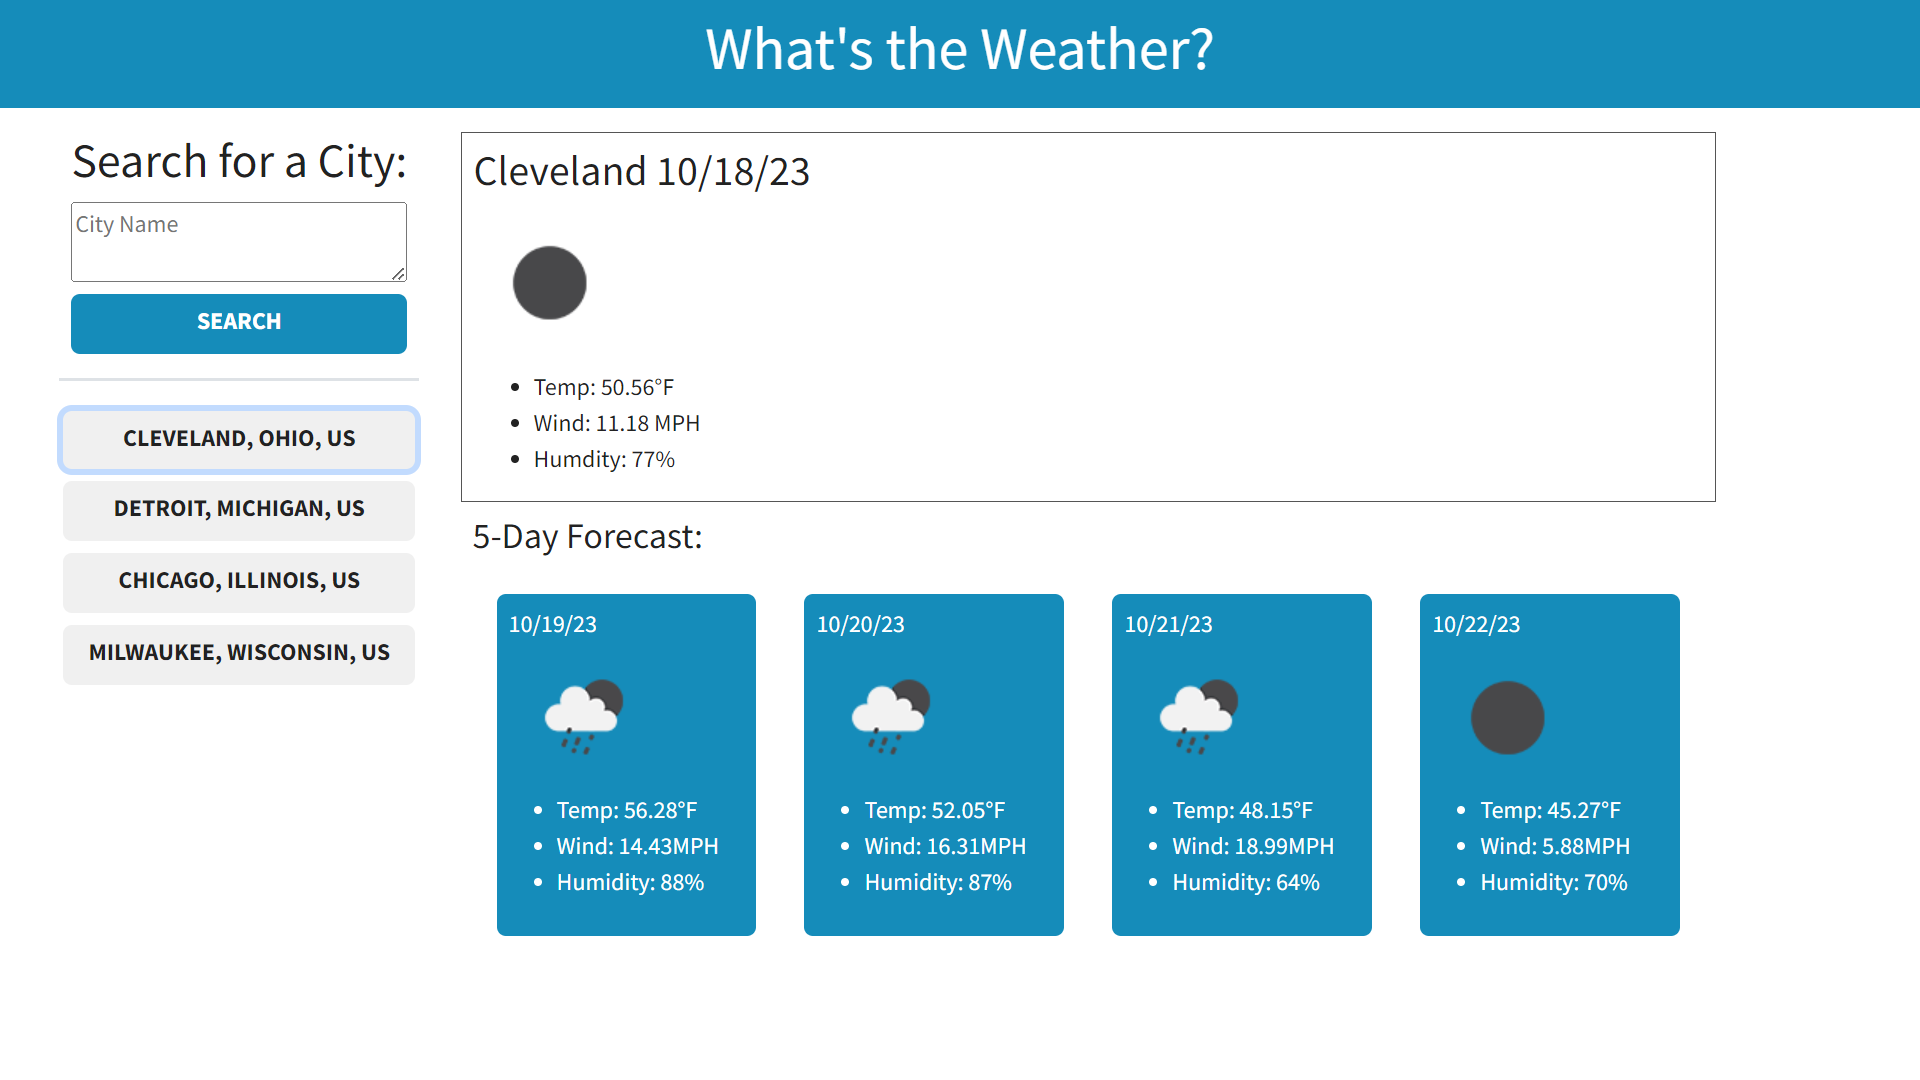 What's the Weather?
Search for a City:
City Name
SEARCH
CLEVELAND, OHIO, US
DETROIT, MICHIGAN, US
CHICAGO, ILLINOIS, US
MILWAUKEE, WISCONSIN, US
Cleveland 10/18/23
Temp: 50.56°F
Wind: 11.18 MPH
Humdity: 77%
5-Day Forecast:
10/19/23
Temp: 56.28°F
Wind: 14.43MPH
Humidity: 88%
10/20/23
Temp: 52.05°F
Wind: 16.31MPH
Humidity: 87%
10/21/23
Temp: 48.15°F
Wind: 18.99MPH
Humidity: 64%
10/22/23
Temp: 45.27°F
Wind: 5.88MPH
Humidity: 70%